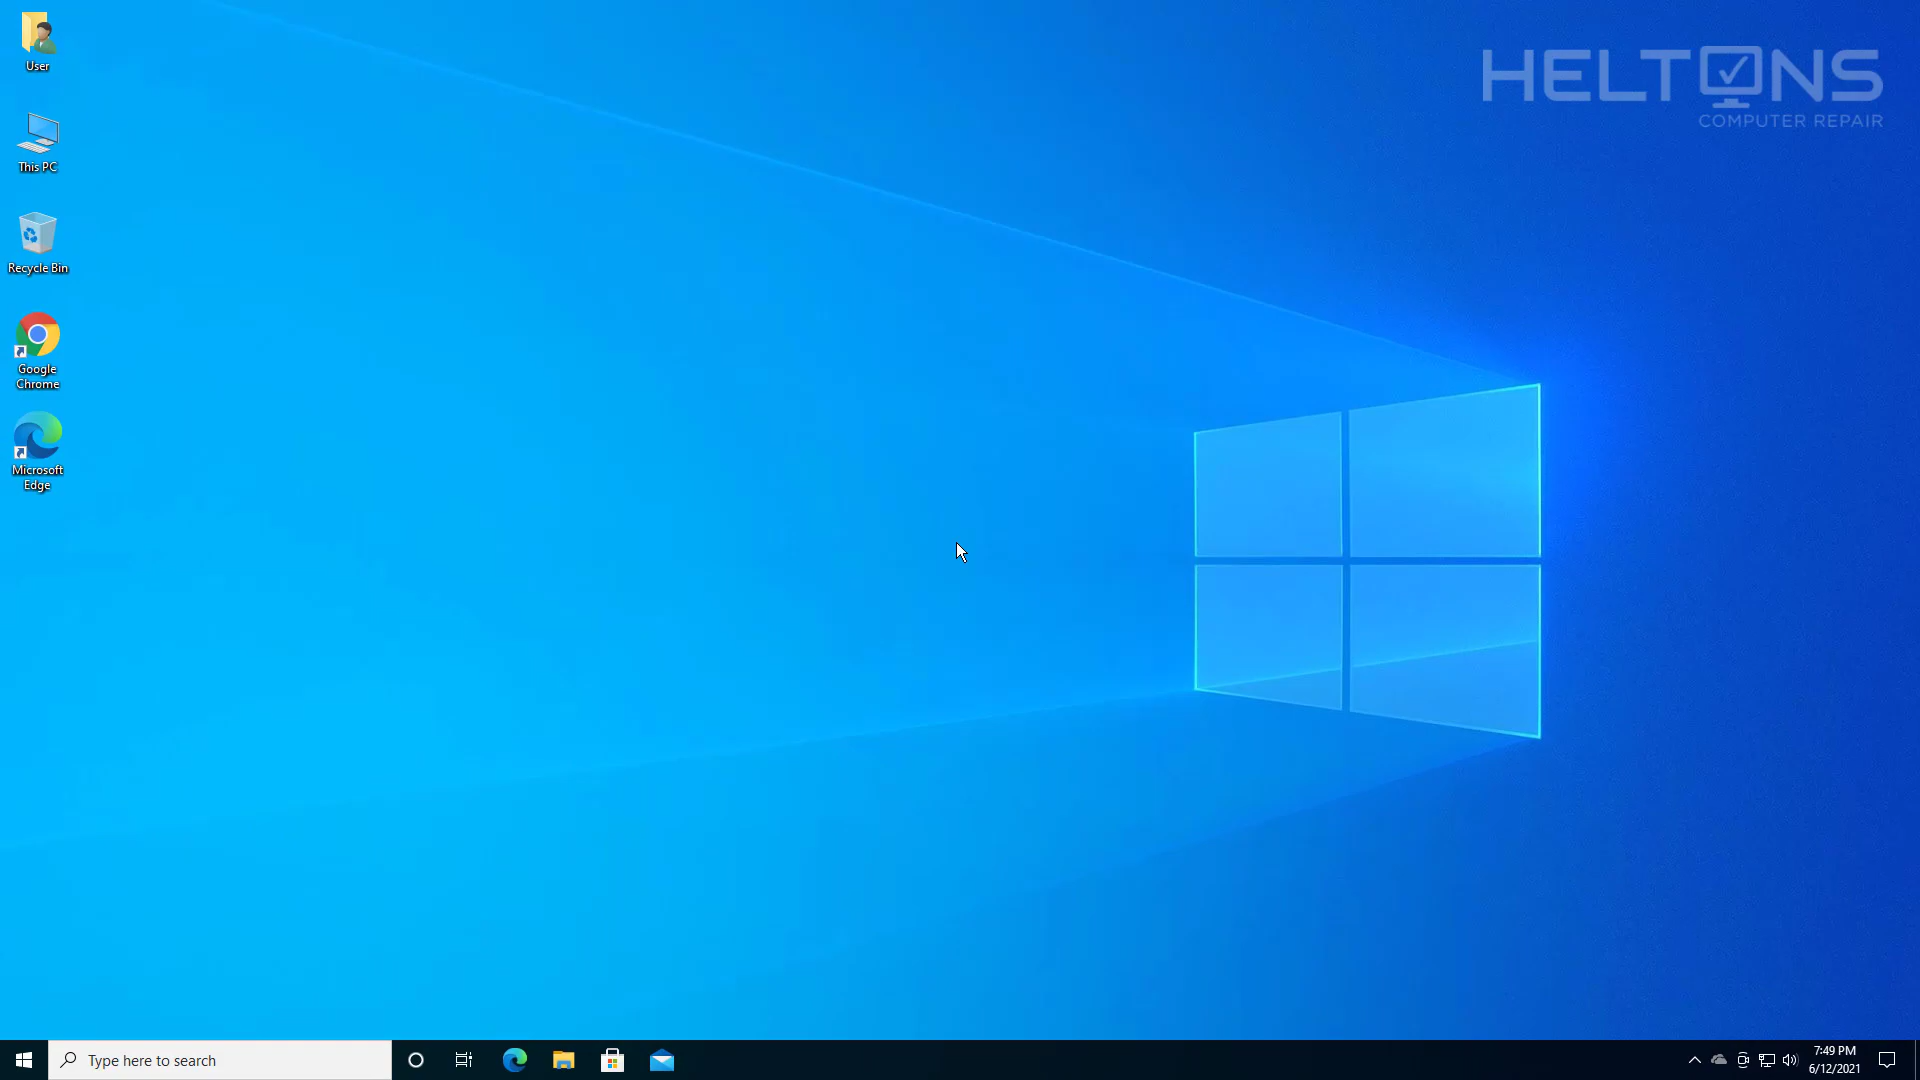 User
This PC
Recycle Bin
Google
Chrome
Microsoft
Edge
HELTONS
COMPUTER REPAIR
Type here to search
7:49 PM
6/12/2021